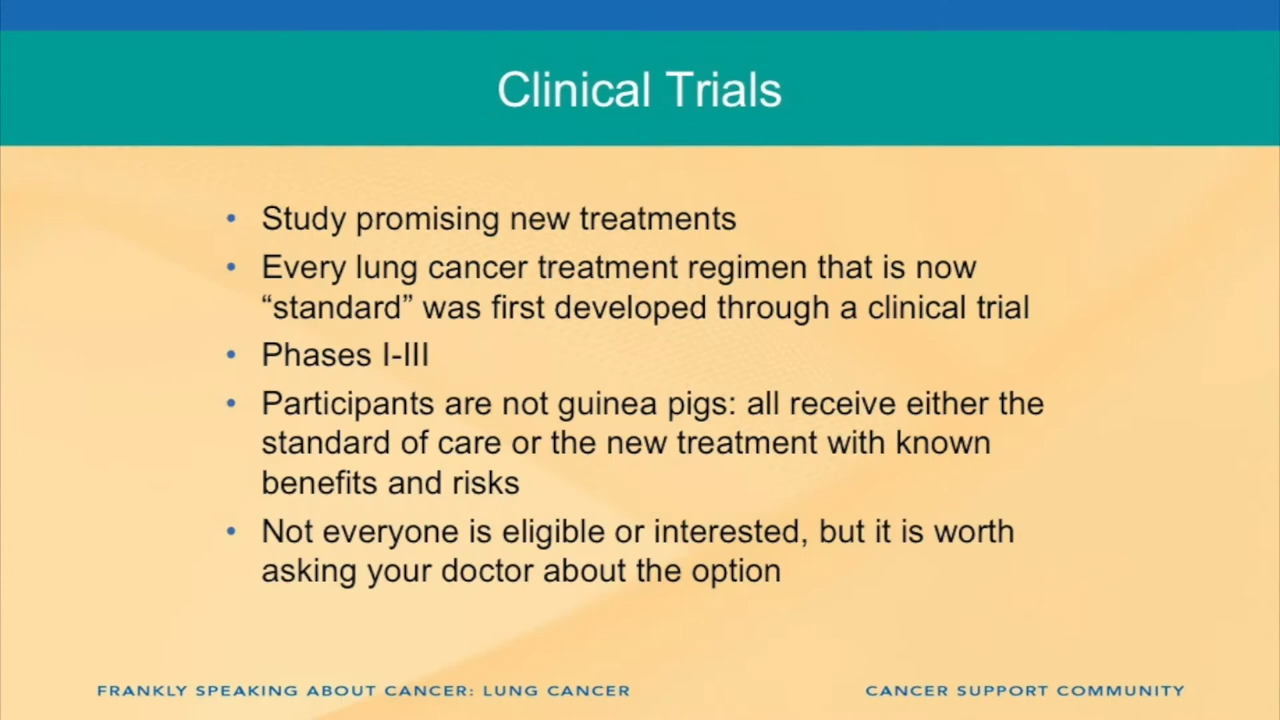 Clinical Trials
• Study promising new treatments
• Every lung cancer treatment regimen that is now
“standard” was first developed through a clinical trial
• Phases I-III
• Participants are not guinea pigs: all receive either the
standard of care or the new treatment with known
benefits and risks
• Not everyone is eligible or interested, but it is worth
asking your doctor about the option
FRANKLY SPEAKING ABOUT CANCER: LUNG CANCER
CANCER SUPPORT COMMUNITY